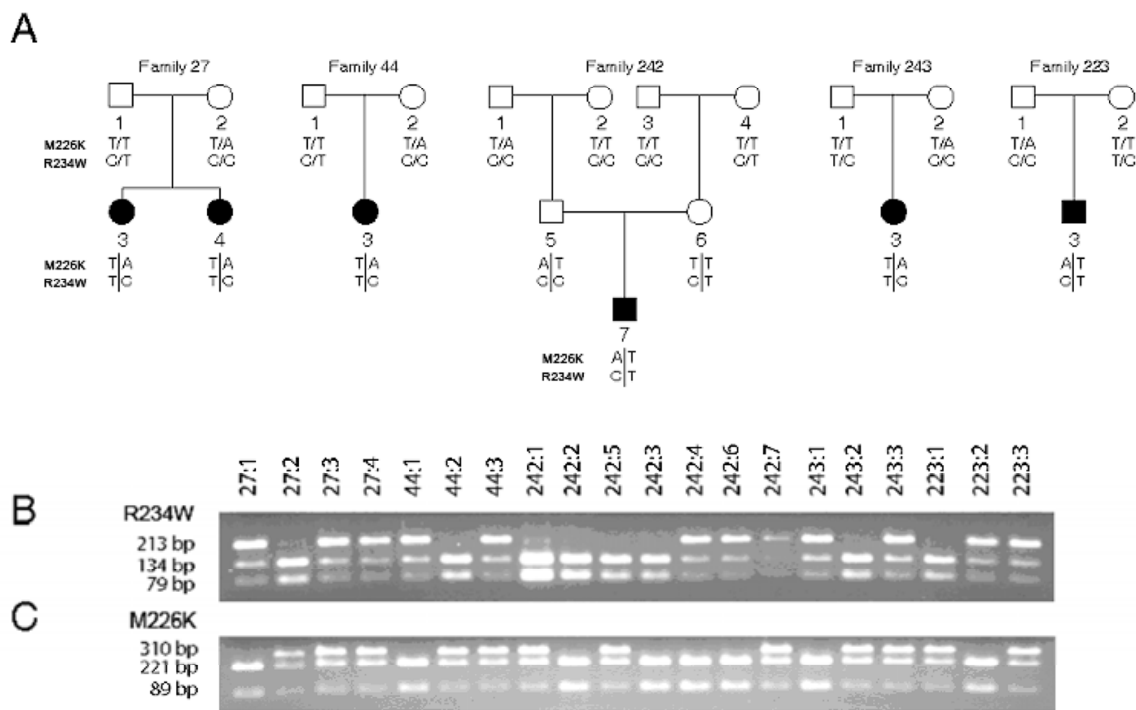 A
Family 27 Family 44 Family 242 Family 243 Family 223
1 2 1 2 1 2 3 4 1 2 1 2
M226K T/T T/A T/T T/A T/A T/T T/T T/T T/T T/A T/A T/T
R234W C/T C/C C/T C/C C/C C/C C/C C/T T/C C/C C/C T/C
3 4 3 5 6 3 3
M226K T|A T|A T|A A|T T|T T|A A|T
R234W T|C T|C T|C C|C C|T T|C C|T
7
M226K A|T
R234W C|T
27:1 27:2 27:3 27:4 44:1 44:2 44:3 242:1 242:2 242:5 242:3 242:4 242:6 242:7 243:1 243:2 243:3 223:1 223:2 223:3
B
R234W
213 bp
134 bp
79 bp
C
M226K
310 bp
221 bp
89 bp